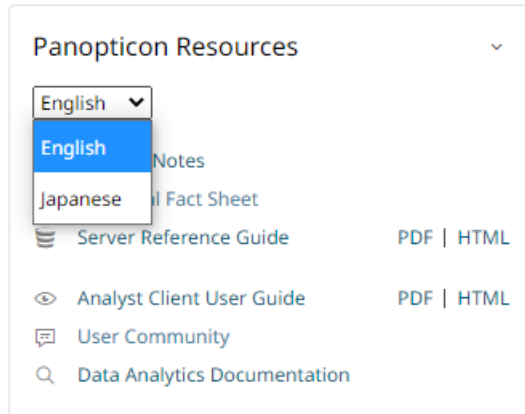 Panopticon Resources
English
English
Notes
Japanese
l Fact Sheet
Server Reference Guide PDF | HTML
Analyst Client User Guide PDF | HTML
User Community
Data Analytics Documentation